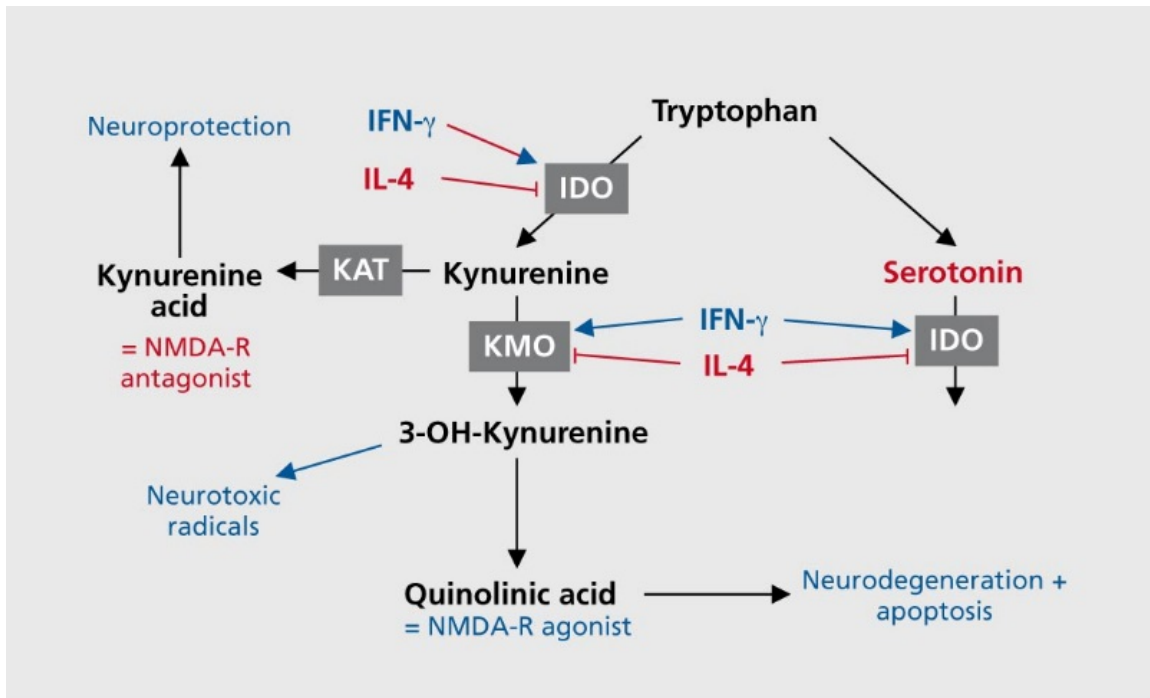 Tryptophan
Neuroprotection
IFN-γ
IL-4
IDO
Kynurenine
acid
= NMDA-R
antagonist
KAT
Kynurenine
Serotonin
KMO
IFN-γ
IL-4
IDO
3-OH-Kynurenine
Neurotoxic
radicals
Quinolinic acid
= NMDA-R agonist
Neurodegeneration +
apoptosis